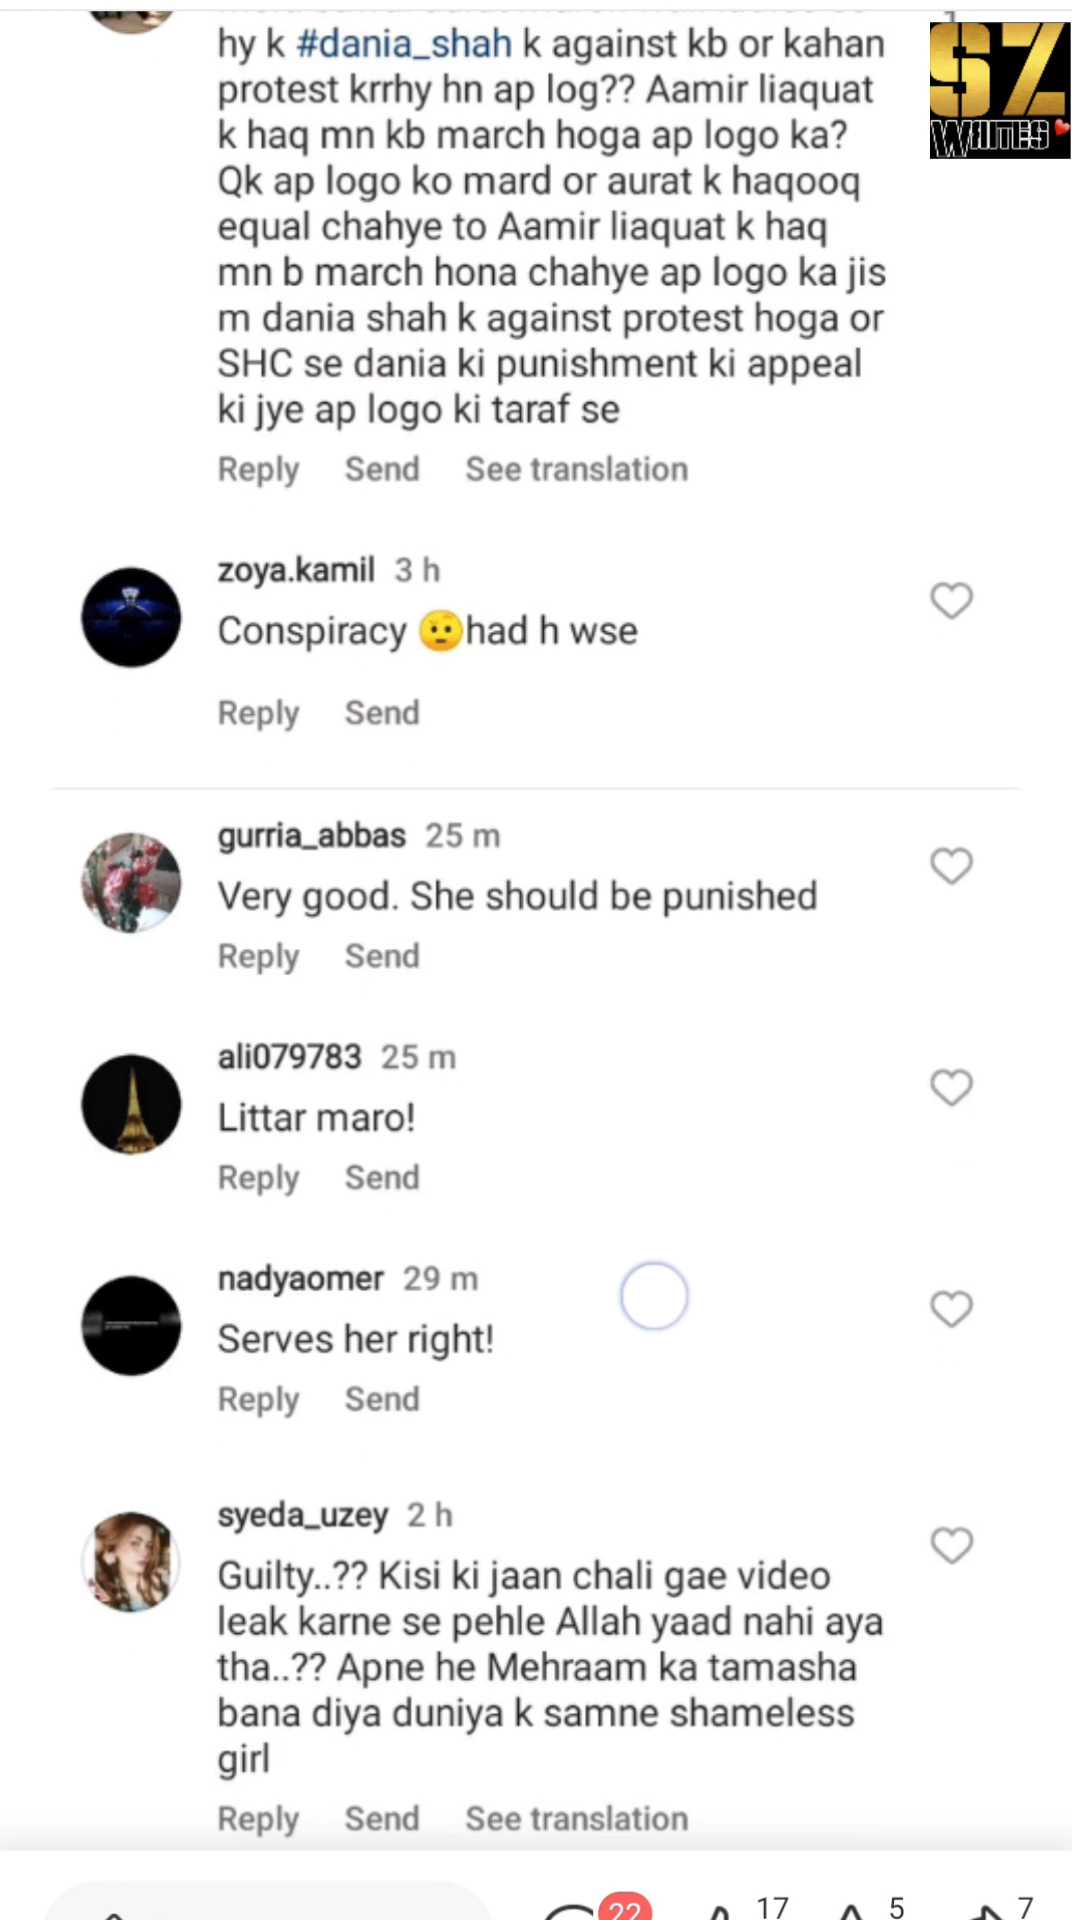 hy k #dania_shah k against kb or kahan
protest krrhy hn ap log?? Aamir liaquat
k haq mn kb march hoga ap logo ka?
Qk ap logo ko mard or aurat k haqooq
equal chahye to Aamir liaquat k haq
mn b march hona chahye ap logo ka jis
m dania shah k against protest hoga or
SHC se dania ki punishment ki appeal
ki jye ap logo ki taraf se
Reply Send See translation
SZ
WRITES
zoya.kamil 3 h
Conspiracy 🤨had h wse
Reply Send
gurria_abbas 25 m
Very good. She should be punished
Reply Send
ali079783 25 m
Littar maro!
Reply Send
nadyaomer 29 m
Serves her right!
Reply Send
syeda_uzey 2 h
Guilty..?? Kisi ki jaan chali gae video
leak karne se pehle Allah yaad nahi aya
tha..?? Apne he Mehraam ka tamasha
bana diya duniya k samne shameless
girl
Reply Send See translation
22 17 5 7